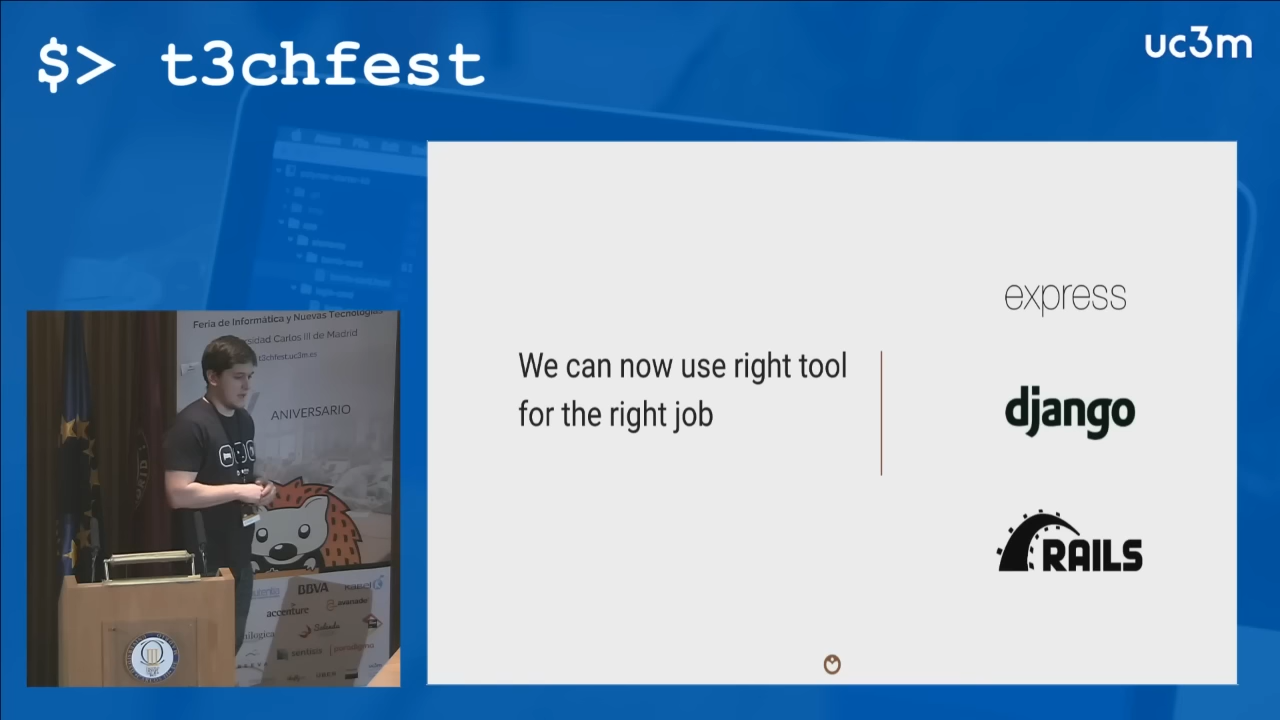 $> t3chfest
uc3m
We can now use right tool
for the right job
express
django
RAILS
Feria de Informática y Nuevas Tecnologías
Carlos III de Madrid
t3chfest.uc3m.es
ANIVERSARIO
BBVA
accenture
avanade